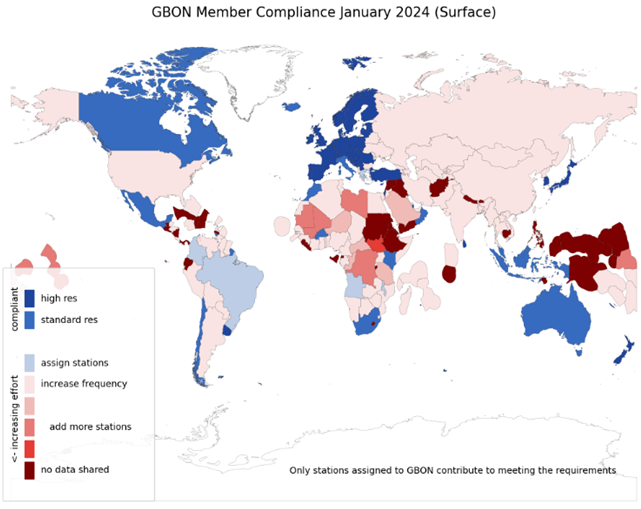 GBON Member Compliance January 2024 (Surface)
compliant
high res
standard res
<- increasing effort
assign stations
increase frequency
add more stations
no data shared
Only stations assigned to GBON contribute to meeting the requirements